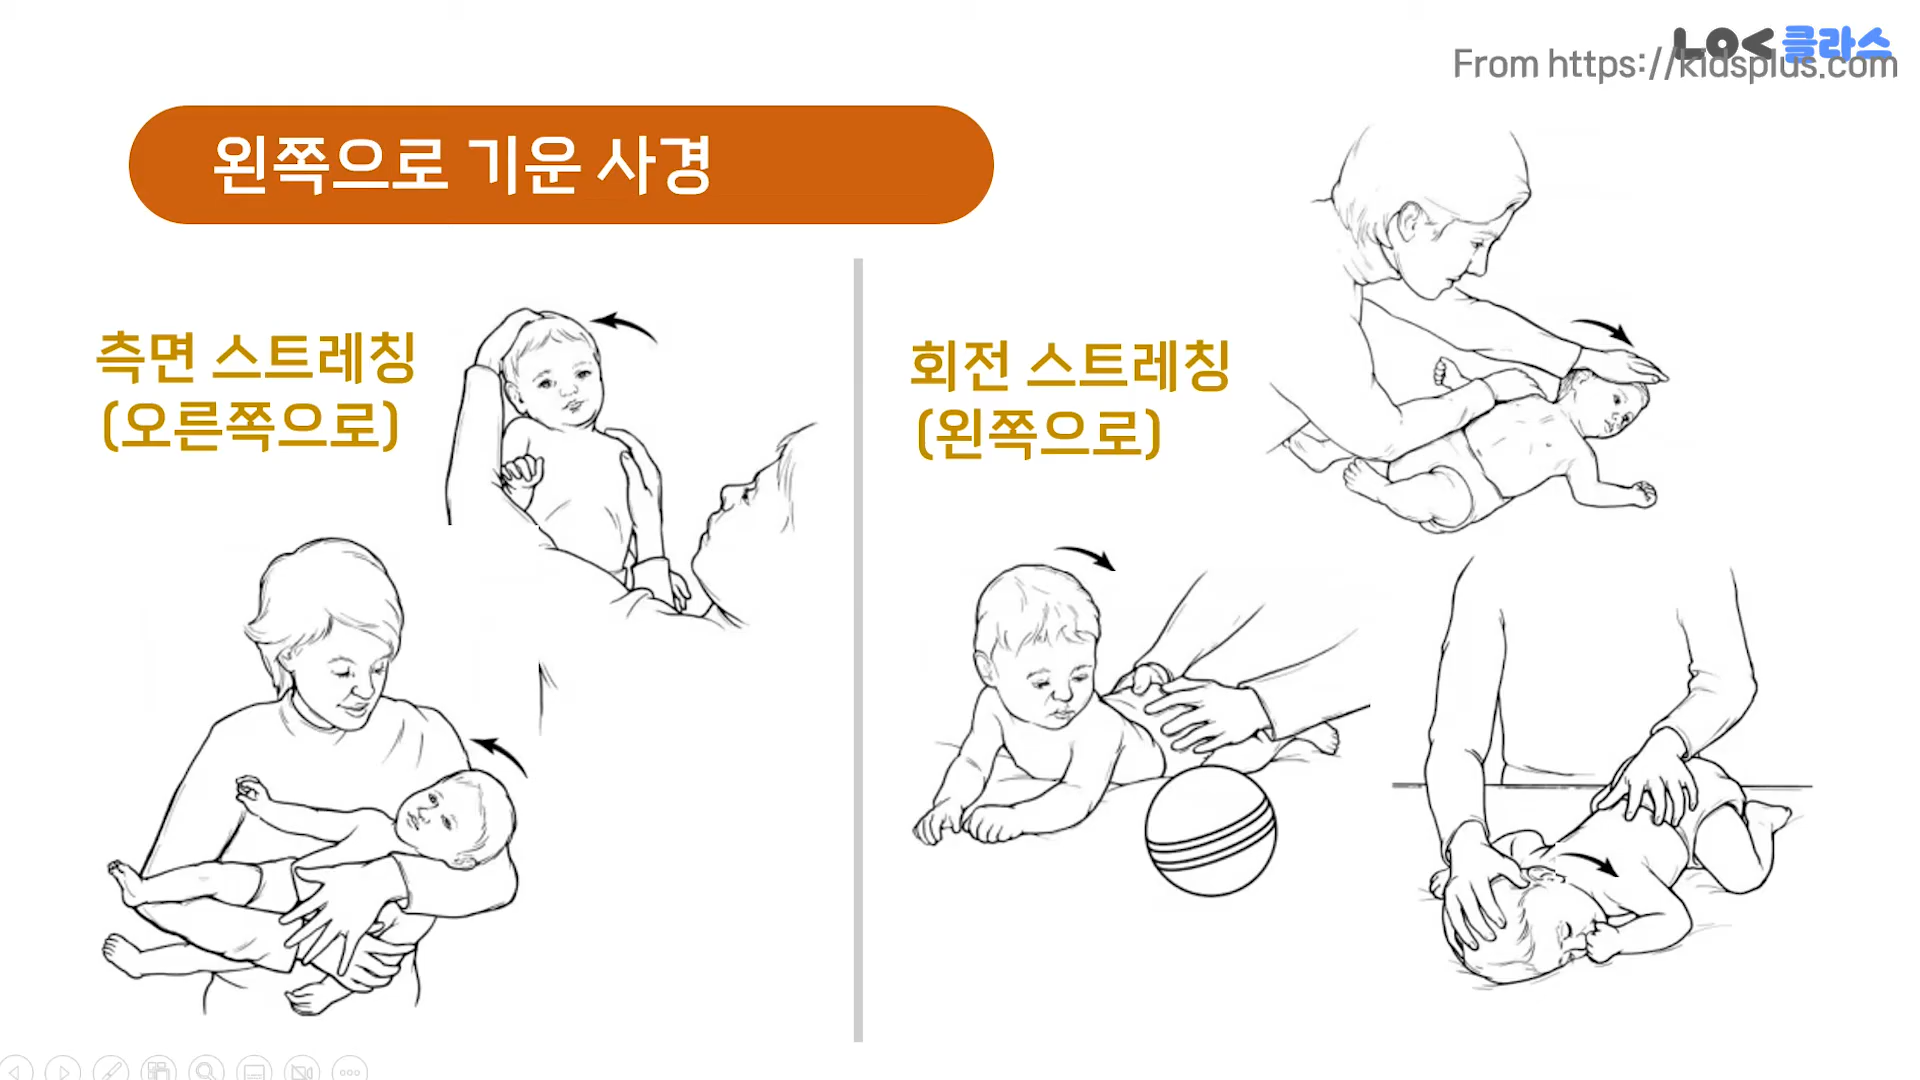 LOC 클라스
From https://kidsplus.com
왼쪽으로 기운 사경
측면 스트레칭
(오른쪽으로)
회전 스트레칭
(왼쪽으로)